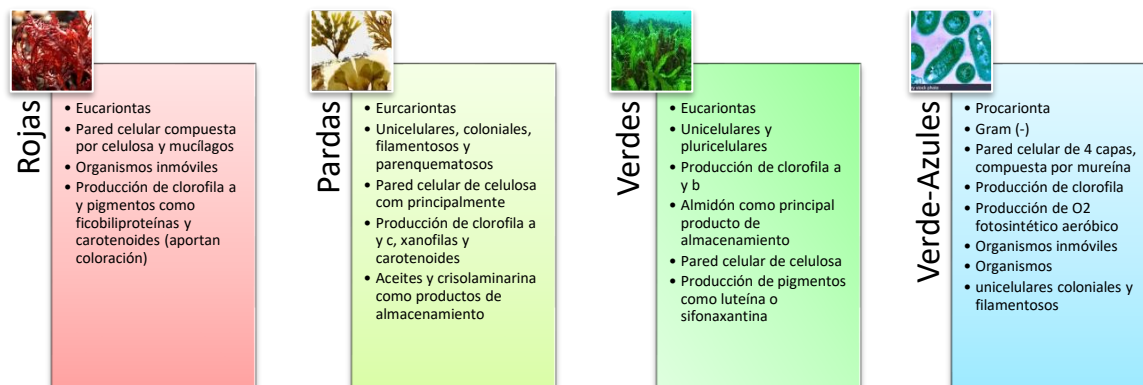 Rojas
• Eucariontas
• Pared celular compuesta
por celulosa y mucílagos
• Organismos inmóviles
• Producción de clorofila a
y pigmentos como
ficobiliproteínas y
carotenoides (aportan
coloración)
Pardas
• Eurcariontas
• Unicelulares, coloniales,
filamentosos y
parenquematosos
• Pared celular de celulosa
com principalmente
• Producción de clorofila a
y c, xanofilas y
carotenoides
• Aceites y crisolaminarina
como productos de
almacenamiento
Verdes
• Eucariontas
• Unicelulares y
pluricelulares
• Producción de clorofila a
y b
• Almidón como principal
producto de
almacenamiento
• Pared celular de celulosa
• Producción de pigmentos
como luteína o
sifonaxantina
Verde-Azules
• Procarionta
• Gram (-)
• Pared celular de 4 capas,
compuesta por mureína
• Producción de clorofila
• Producción de O2
fotosintético aeróbico
• Organismos inmóviles
• Organismos
• unicelulares coloniales y
filamentosos